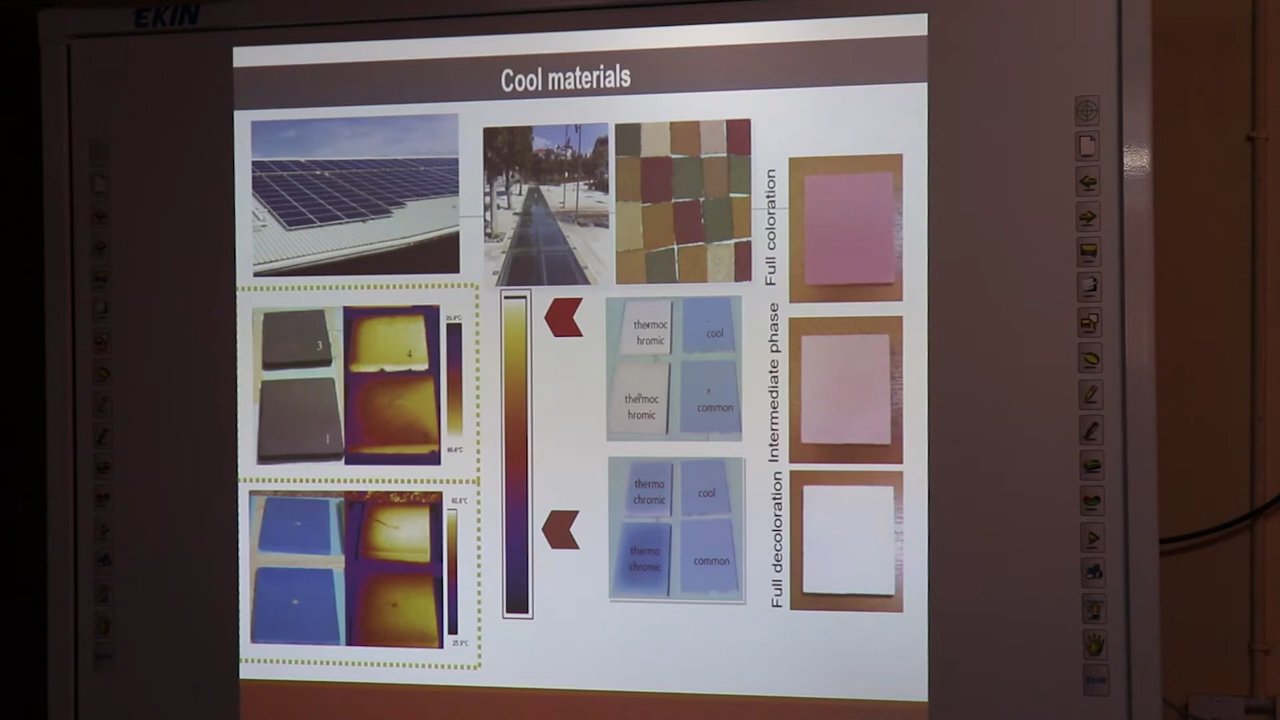 EKIN
Cool materials
3
4
1
thermoc
hromic
cool
thermoc
hromic
common
thermo
chromic
cool
thermo
chromic
common
Full coloration
Intermediate phase
Full decoloration
EKIN